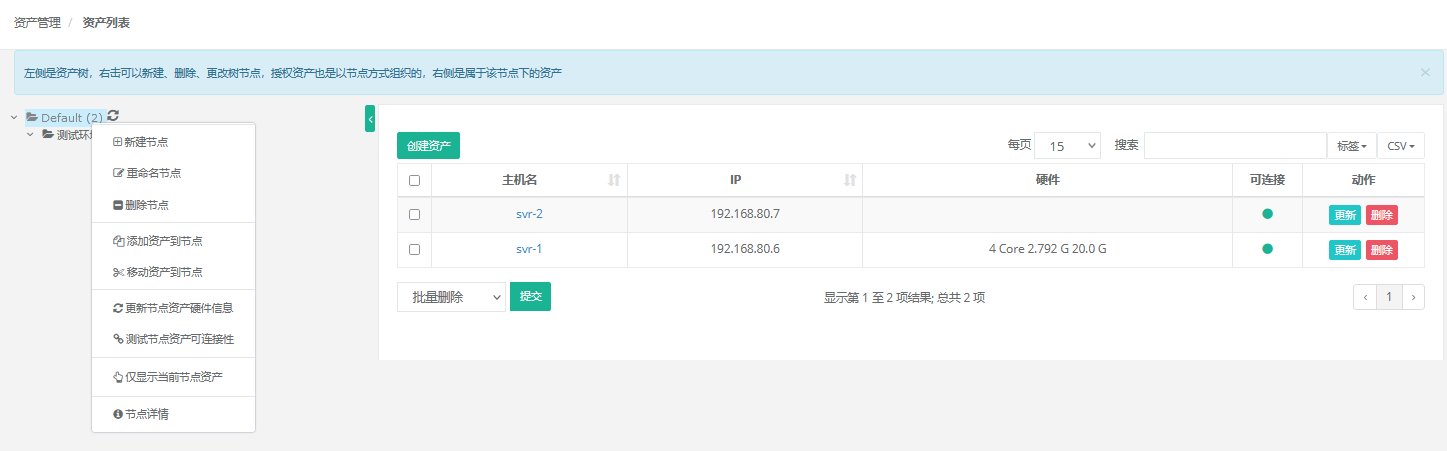 资产管理 / 资产列表
左侧是资产树，右击可以新建、删除、更改树节点，授权资产也是以节点方式组织的，右侧是属于该节点下的资产 ×
Default (2)
测试环
新建节点
重命名节点
删除节点
添加资产到节点
移动资产到节点
更新节点资产硬件信息
测试节点资产可连接性
仅显示当前节点资产
节点详情
创建资产 每页 15 搜索 标签 CSV
主机名 IP 硬件 可连接 动作
svr-2 192.168.80.7 更新 删除
svr-1 192.168.80.6 4 Core 2.792 G 20.0 G 更新 删除
批量删除 提交 显示第 1 至 2 项结果; 总共 2 项 ‹ 1 ›